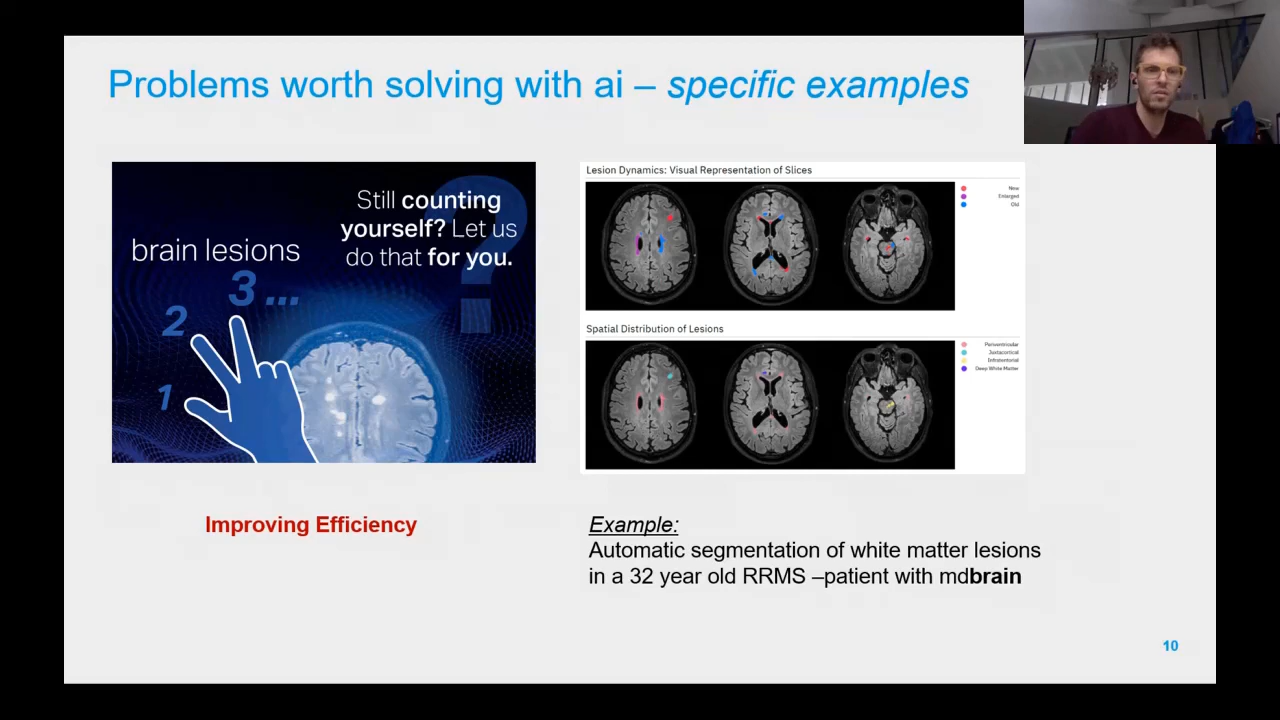 Problems worth solving with ai – specific examples
Still counting
yourself? Let us
do that for you.
?
brain lesions
1
2
3 ...
Lesion Dynamics: Visual Representation of Slices
New
Enlarged
Old
Spatial Distribution of Lesions
Periventricular
Juxtacortical
Infratentorial
Deep White Matter
Improving Efficiency
Example:
Automatic segmentation of white matter lesions
in a 32 year old RRMS –patient with mdbrain
10